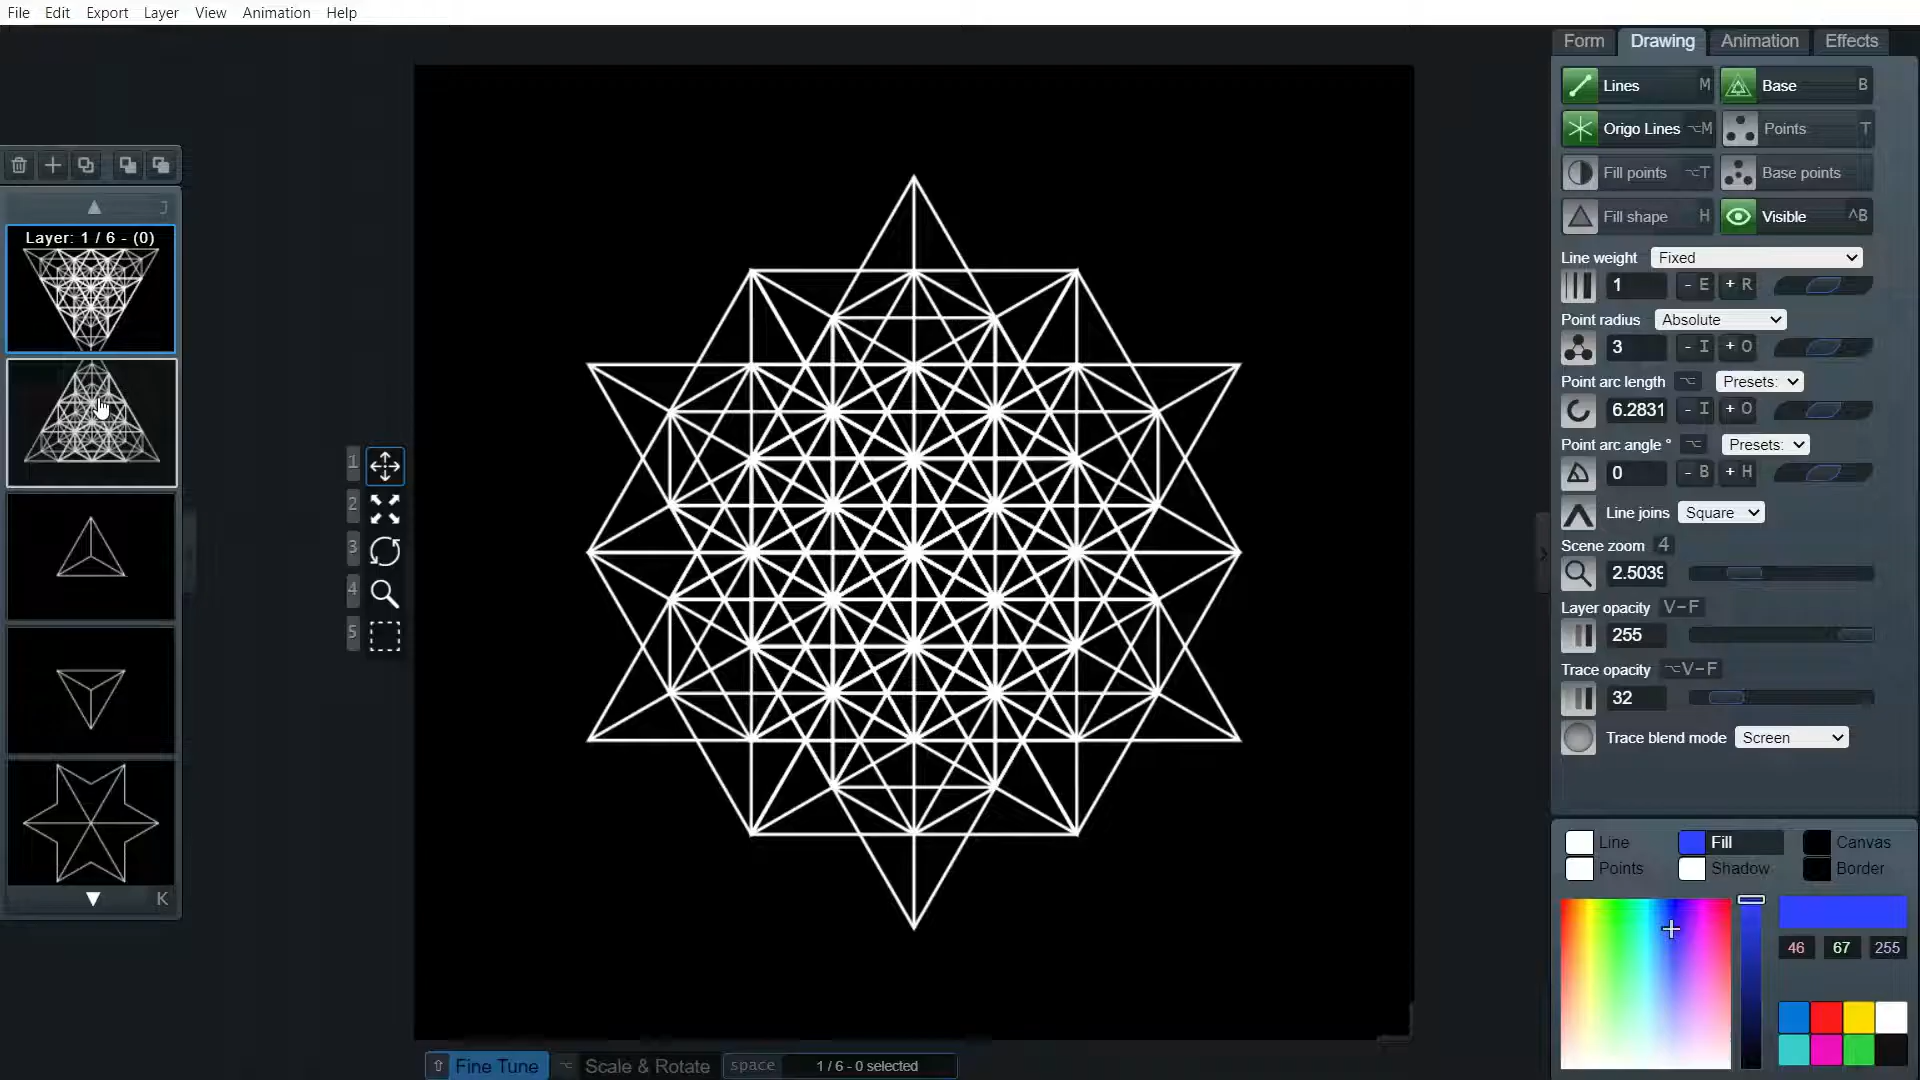 File Edit Export Layer View Animation Help
Form Drawing Animation Effects
Lines M Base B
Origo Lines ⌥M Points T
Fill points ⌥T Base points
Fill shape H Visible ^B
Line weight Fixed
1 - E + R
Point radius Absolute
3 - I + O
Point arc length ⌥ Presets:
6.2831 - I + O
Point arc angle ° ⌥ Presets:
0 - B + H
Line joins Square
Scene zoom 4
2.5039
Layer opacity V-F
255
Trace opacity ⌥V-F
32
Trace blend mode Screen
Line Fill Canvas
Points Shadow Border
46 67 255
J
Layer: 1 / 6 - (0)
K
1
2
3
4
5
⇧ Fine Tune ⌥ Scale & Rotate space 1 / 6 - 0 selected